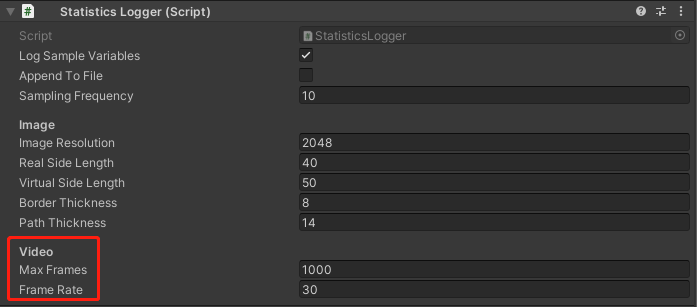 # Statistics Logger (Script)
Script # StatisticsLogger
Log Sample Variables
Append To File
Sampling Frequency 10
Image
Image Resolution 2048
Real Side Length 40
Virtual Side Length 50
Border Thickness 8
Path Thickness 14
Video
Max Frames 1000
Frame Rate 30